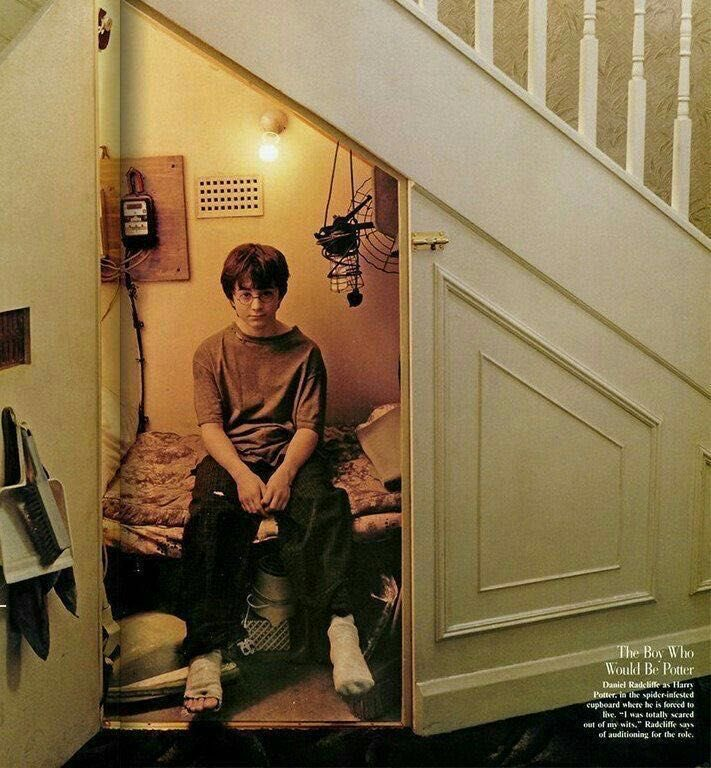 The Boy Who
Would Be Potter
Daniel Radcliffe as Harry
Potter, in the spider-infested
cupboard where he is forced to
live. “I was totally scared
out of my wits,” Radcliffe says
of auditioning for the role.